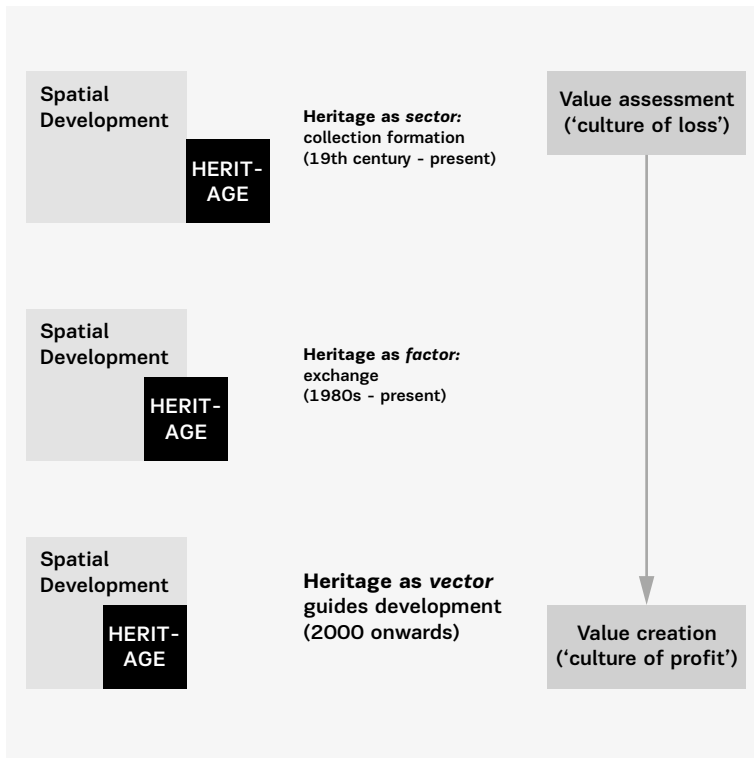 Spatial
Development
HERIT-
AGE
Heritage as sector:
collection formation
(19th century - present)
Value assessment
(‘culture of loss’)
Spatial
Development
HERIT-
AGE
Heritage as factor:
exchange
(1980s - present)
Spatial
Development
HERIT-
AGE
Heritage as vector
guides development
(2000 onwards)
Value creation
(‘culture of profit’)